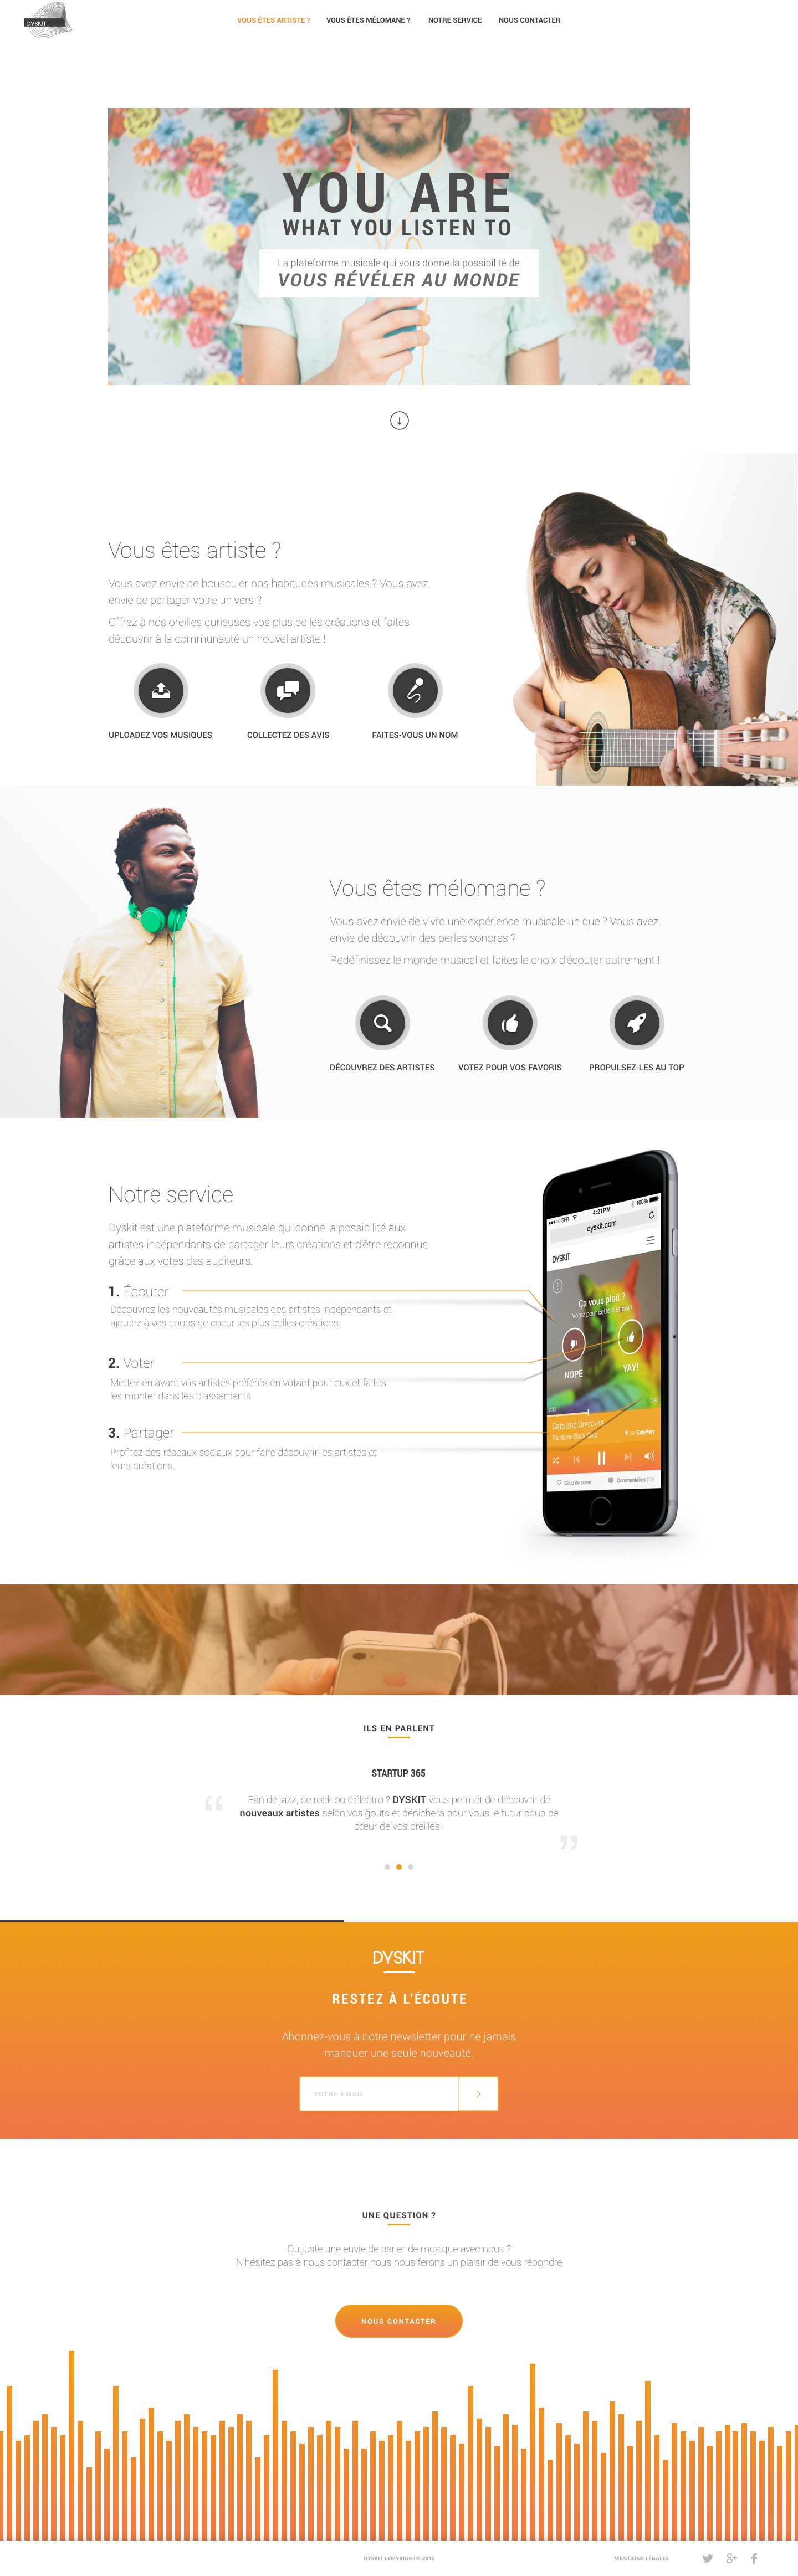 DYSKIT
VOUS ÊTES ARTISTE ?
VOUS ÊTES MÉLOMANE ?
NOTRE SERVICE
NOUS CONTACTER
YOU ARE
WHAT YOU LISTEN TO
La plateforme musicale qui vous donne la possibilité de
VOUS RÉVÉLER AU MONDE
Vous êtes artiste ?
Vous avez envie de bousculer nos habitudes musicales ? Vous avez
envie de partager votre univers ?
Offrez à nos oreilles curieuses vos plus belles créations et faites
découvrir à la communauté un nouvel artiste !
UPLOADEZ VOS MUSIQUES
COLLECTEZ DES AVIS
FAITES-VOUS UN NOM
Vous êtes mélomane ?
Vous avez envie de vivre une expérience musicale unique ? Vous avez
envie de découvrir des perles sonores ?
Redéfinissez le monde musical et faites le choix d'écouter autrement !
DÉCOUVREZ DES ARTISTES
VOTEZ POUR VOS FAVORIS
PROPULSEZ-LES AU TOP
Notre service
Dyskit est une plateforme musicale qui donne la possibilité aux
artistes indépendants de partager leurs créations et d'être reconnus
grâce aux votes des auditeurs.
1. Écouter
Découvrez les nouveautés musicales des artistes indépendants et
ajoutez à vos coups de coeur les plus belles créations.
2. Voter
Mettez en avant vos artistes préférés en votant pour eux et faites
les monter dans les classements.
3. Partager
Profitez des réseaux sociaux pour faire découvrir les artistes et
leurs créations.
SFR
4:21 PM
100%
dyskit.com
DYSKIT
Ça vous plait ?
Votez pour cette chanson
NOPE
YAY!
Cats and Unicorns
Rainbow Black Cats
par CatyPery
Coup de coeur
Commentaires (12)
ILS EN PARLENT
STARTUP 365
“ Fan de jazz, de rock ou d'électro ? DYSKIT vous permet de découvrir de
nouveaux artistes selon vos gouts et dénichera pour vous le futur coup de
cœur de vos oreilles ! ”
DYSKIT
RESTEZ À L'ÉCOUTE
Abonnez-vous à notre newsletter pour ne jamais
manquer une seule nouveauté.
VOTRE EMAIL
UNE QUESTION ?
Ou juste une envie de parler de musique avec nous ?
N'hésitez pas à nous contacter nous nous ferons un plaisir de vous répondre
NOUS CONTACTER
DYSKIT COPYRIGHT© 2015
MENTIONS LÉGALES